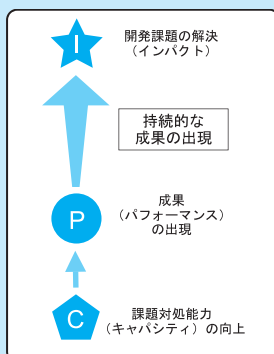 I
開発課題の解決
（インパクト）
持続的な
成果の出現
P
成果
（パフォーマンス）
の出現
C
課題対処能力
（キャパシティ）の向上